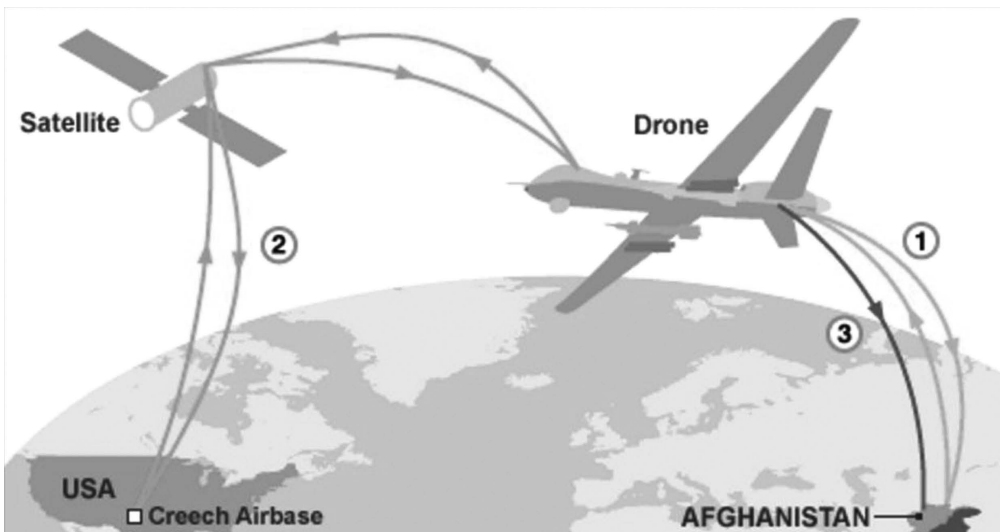 Satellite
Drone
1
2
3
USA
Creech Airbase
AFGHANISTAN